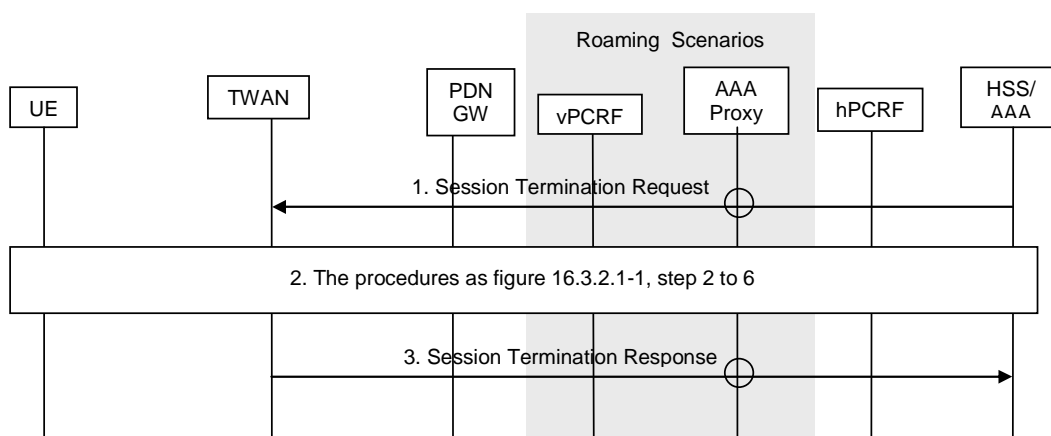 Roaming Scenarios
UE
TWAN
PDN
GW
vPCRF
AAA
Proxy
hPCRF
HSS/
AAA
1. Session Termination Request
2. The procedures as figure 16.3.2.1-1, step 2 to 6
3. Session Termination Response